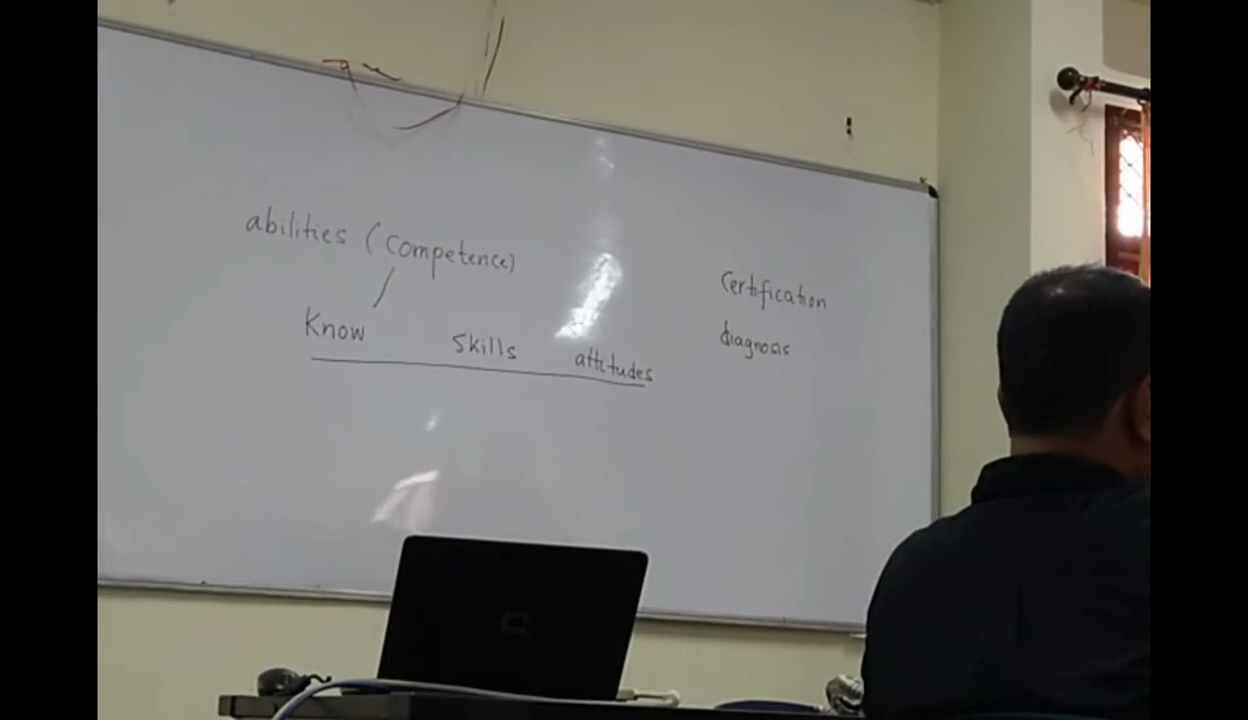 abilities (Competence)
Know skills attitudes
Certification
diagnosis